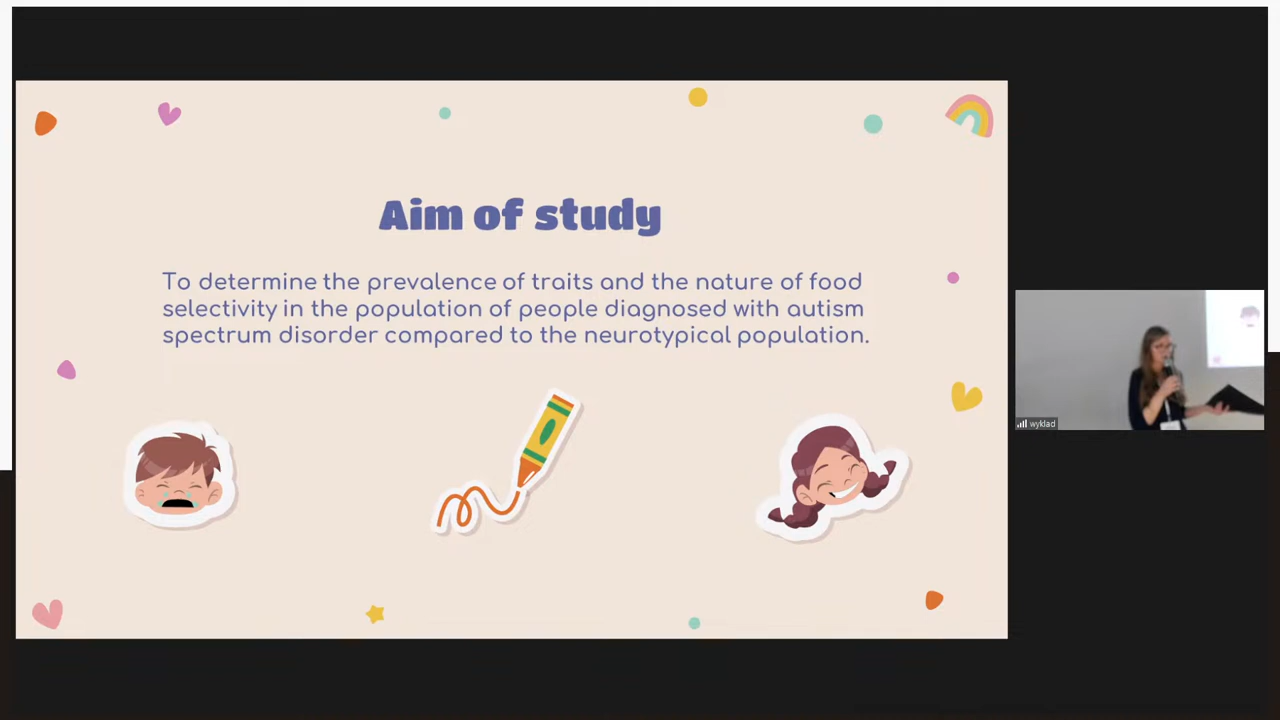 Aim of study
To determine the prevalence of traits and the nature of food
selectivity in the population of people diagnosed with autism
spectrum disorder compared to the neurotypical population.
wyklad